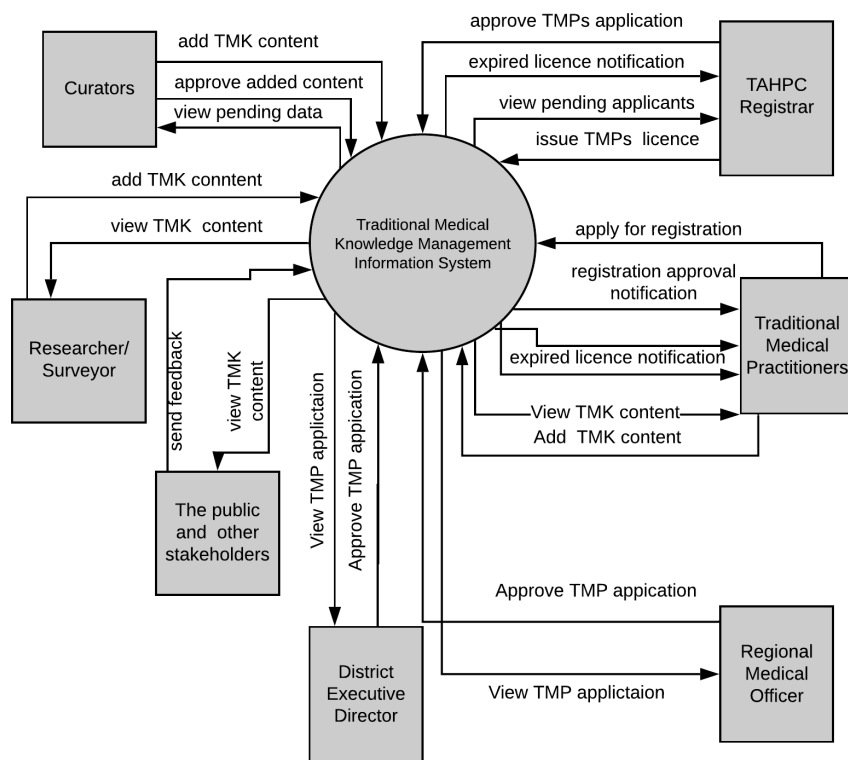 approve TMPs application
add TMK content
Curators
approve added content
view pending data
expired licence notification
TAHPC
Registrar
view pending applicants
issue TMPs licence
add TMK conntent
Traditional Medical
Knowledge Management
Information System
view TMK content
apply for registration
registration approval
notification
Researcher/
Surveyor
Traditional
Medical
Practitioners
expired licence notification
send feedback
view TMK
content
View TMP applictaion
Approve TMP appication
View TMK content
Add TMK content
The public
and other
stakeholders
Approve TMP appication
District
Executive
Director
Regional
Medical
Officer
View TMP applictaion